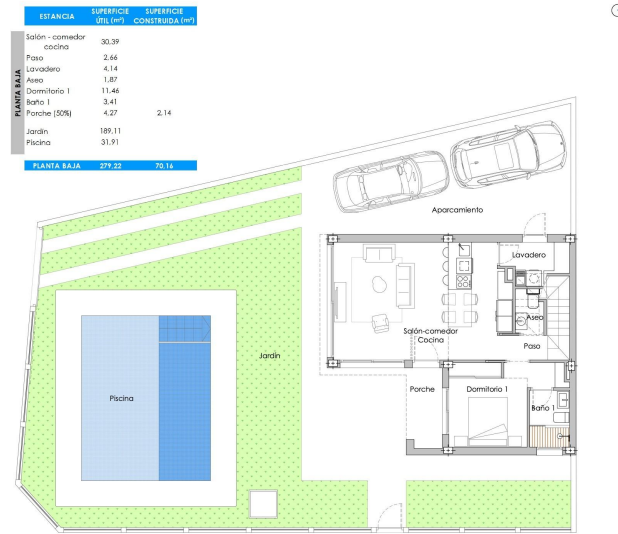 ESTANCIA SUPERFICIE ÚTIL (m²) SUPERFICIE CONSTRUIDA (m²)
PLANTA BAJA
Salón - comedor cocina 30,39
Paso 2,66
Lavadero 4,14
Aseo 1,87
Dormitorio 1 11,46
Baño 1 3,41
Porche (50%) 4,27 2,14
Jardín 189,11
Piscina 31,91
PLANTA BAJA 279,22 70,16
Aparcamiento
Lavadero
Aseo
Salón-comedor
Cocina
Paso
Jardín
Porche
Dormitorio 1
Piscina
Baño 1